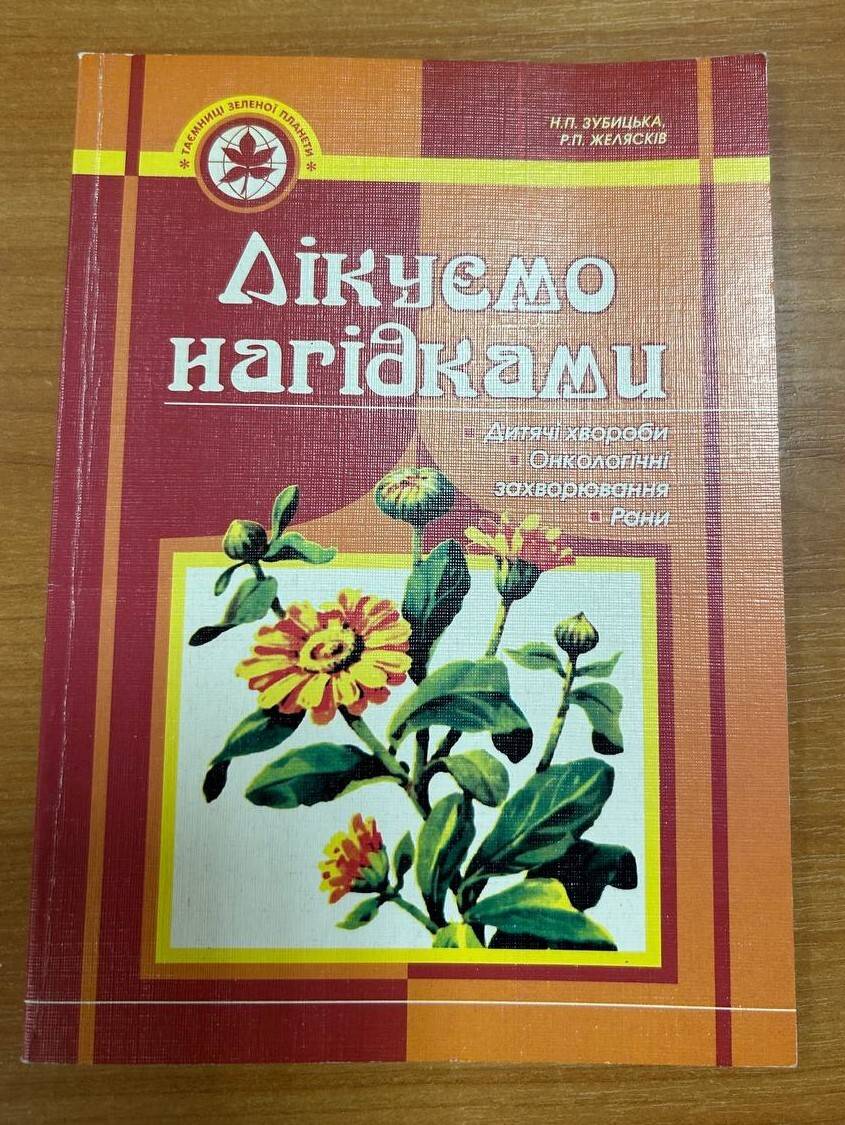 * ТАЄМНИЦІ ЗЕЛЕНОЇ ПЛАНЕТИ *
Н.П. ЗУБИЦЬКА,
Р.П. ЖЕЛЯСКІВ
Лікуємо
нагідками
Дитячі хвороби
Онкологічні
захворювання
Рани